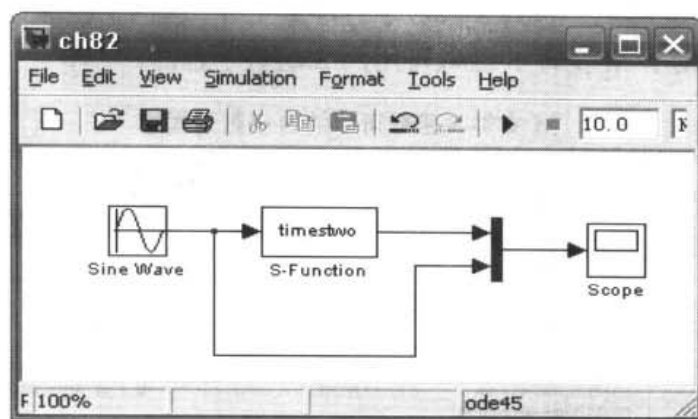 ch82
File Edit View Simulation Format Tools Help
10.0
timestwo
Sine Wave
S-Function
Scope
100%
ode45